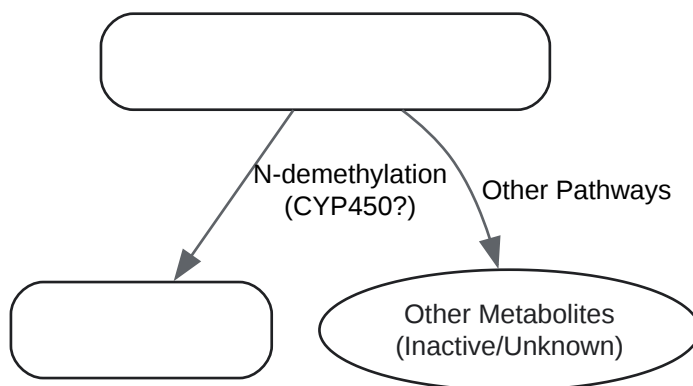 N-demethylation
(CYP450?)
Other Pathways
Other Metabolites
(Inactive/Unknown)